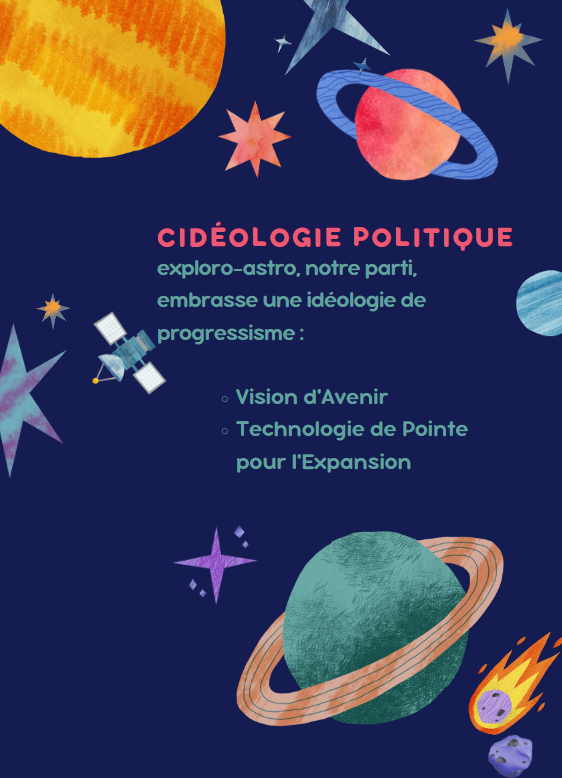 CIDÉOLOGIE POLITIQUE
exploro-astro, notre parti,
embrasse une idéologie de
progressisme :
◦ Vision d'Avenir
◦ Technologie de Pointe
pour l'Expansion